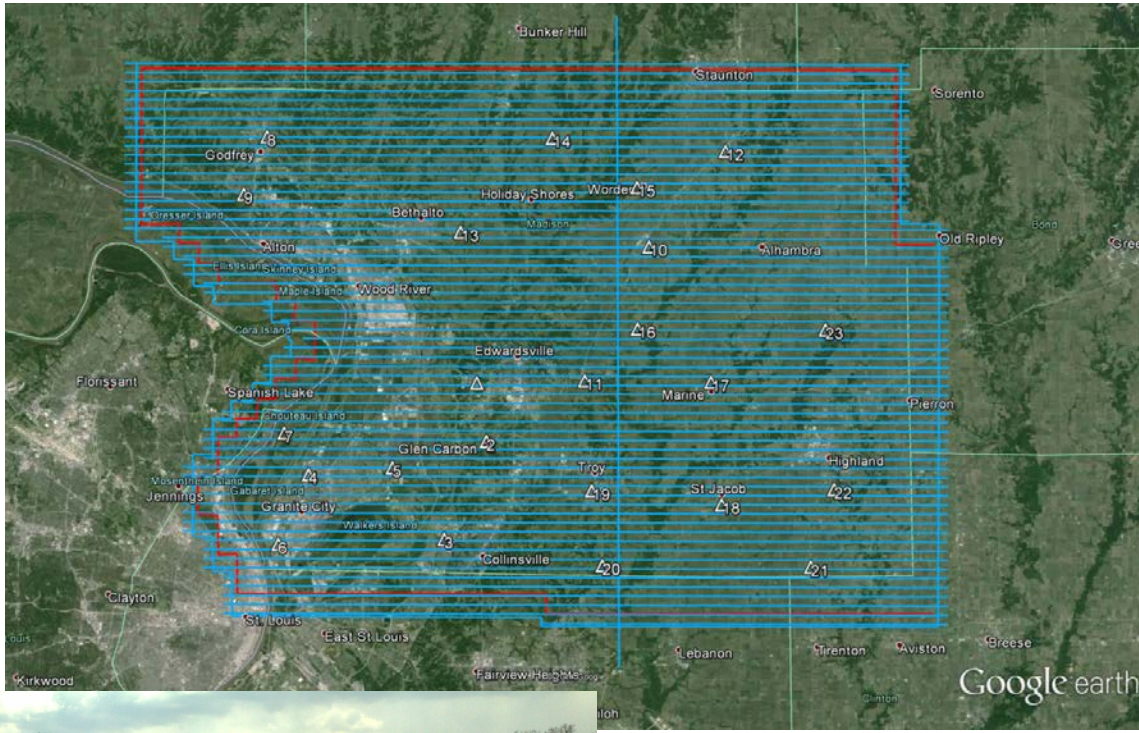 Bunker Hill
Staunton
Sorento
8
14
12
Godfrey
9
Holiday Shores
15
Dresser Island
Bethalto
Madison
Bond
13
Old Ripley
Alton
10
Alhambra
Ellis Island
Skinney Island
Maple Island
Wood River
Cora Island
16
23
Edwardsville
Florissant
Spanish Lake
11
17
Marine
Pierron
Chouteau Island
7
Glen Carbon
2
5
Troy
Highland
4
Mosenthein Island
Jennings
Gabaret Island
19
St Jacob
22
Granite City
18
Walkers Island
6
3
Collinsville
20
21
Clayton
St. Louis
East St Louis
Lebanon
Trenton
Aviston
Breese
Kirkwood
Fairview Heights
Google earth
Clinton